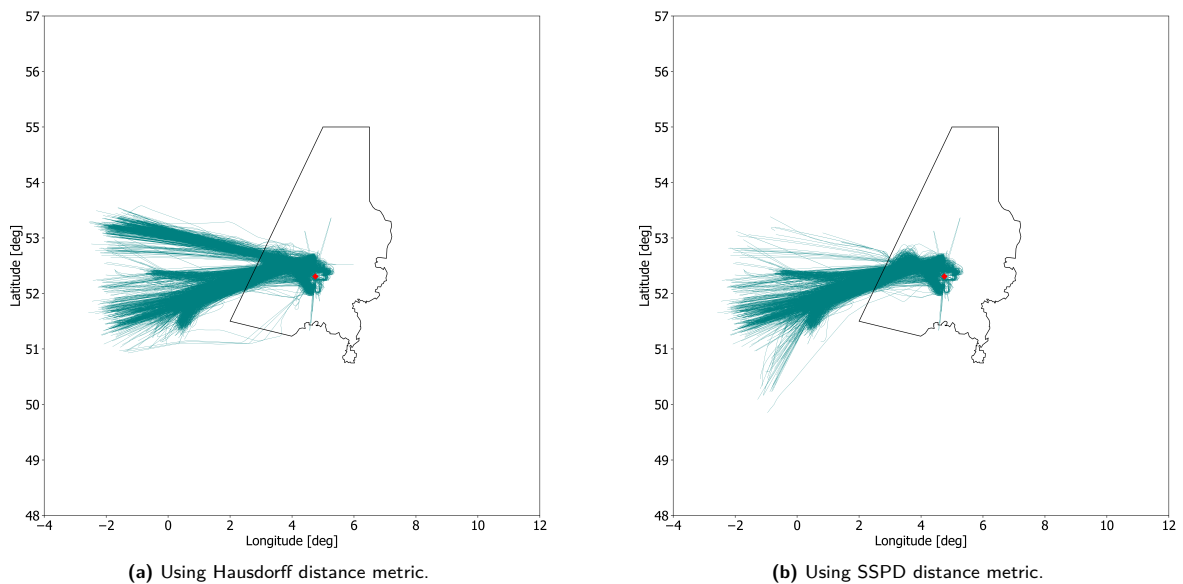 57
56
55
54
53
52
51
50
49
48
Latitude [deg]
−4 −2 0 2 4 6 8 10 12
Longitude [deg]
(a) Using Hausdorff distance metric.
57
56
55
54
53
52
51
50
49
48
Latitude [deg]
−4 −2 0 2 4 6 8 10 12
Longitude [deg]
(b) Using SSPD distance metric.